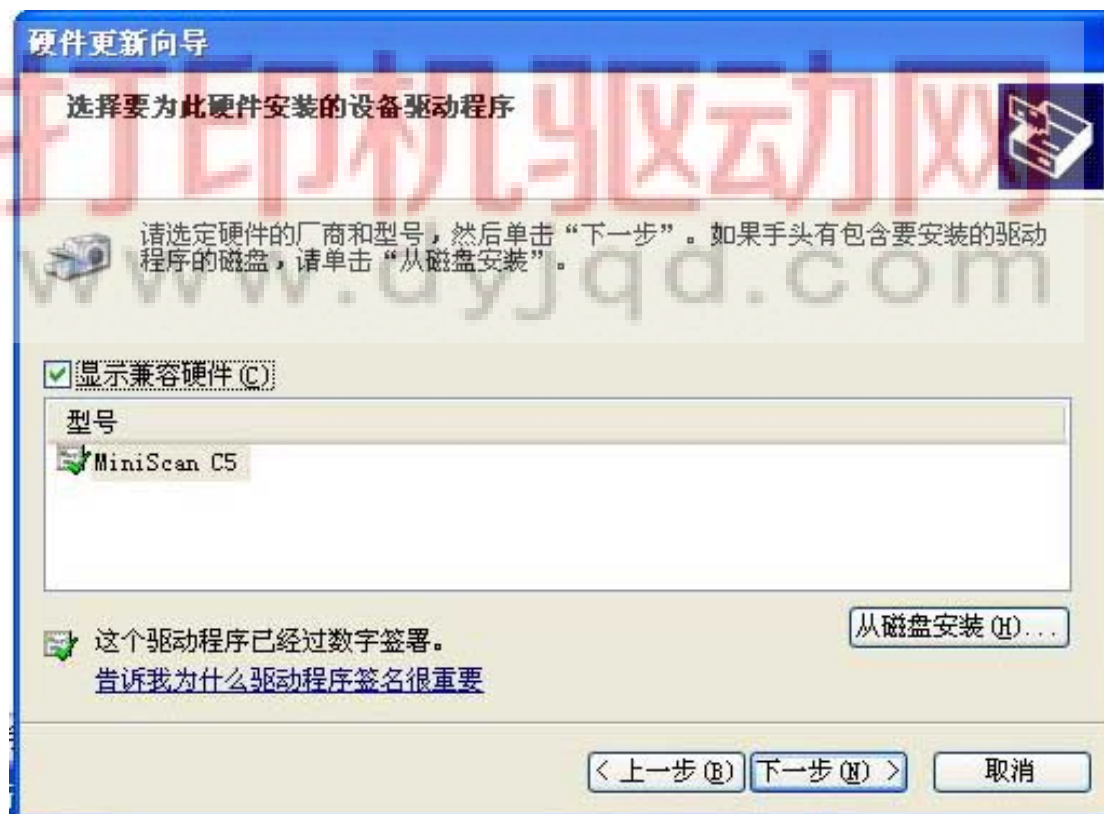 硬件更新向导
选择要为此硬件安装的设备驱动程序
打印机驱动网
请选定硬件的厂商和型号，然后单击“下一步”。如果手头有包含要安装的驱动
程序的磁盘，请单击“从磁盘安装”。
www.dyjqd.com
显示兼容硬件(C)
型号
MiniScan C5
从磁盘安装(H)...
这个驱动程序已经过数字签署。
告诉我为什么驱动程序签名很重要
< 上一步(B)
下一步(N) >
取消